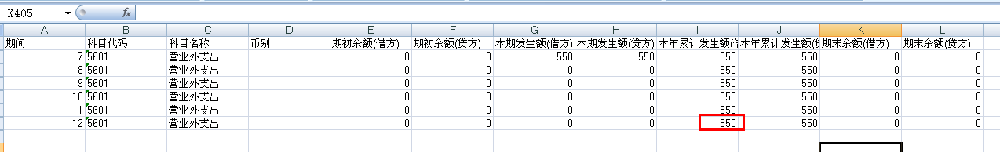 K405 fx
A B C D E F G H I J K L
期间 科目代码 科目名称 币别 期初余额(借方) 期初余额(贷方) 本期发生额(借方) 本期发生额(贷方) 本年累计发生额( 本年累计发生额( 期末余额(借方) 期末余额(贷方)
7 5601 营业外支出 0 0 550 550 550 550 0 0
8 5601 营业外支出 0 0 0 0 550 550 0 0
9 5601 营业外支出 0 0 0 0 550 550 0 0
10 5601 营业外支出 0 0 0 0 550 550 0 0
11 5601 营业外支出 0 0 0 0 550 550 0 0
12 5601 营业外支出 0 0 0 0 550 550 0 0